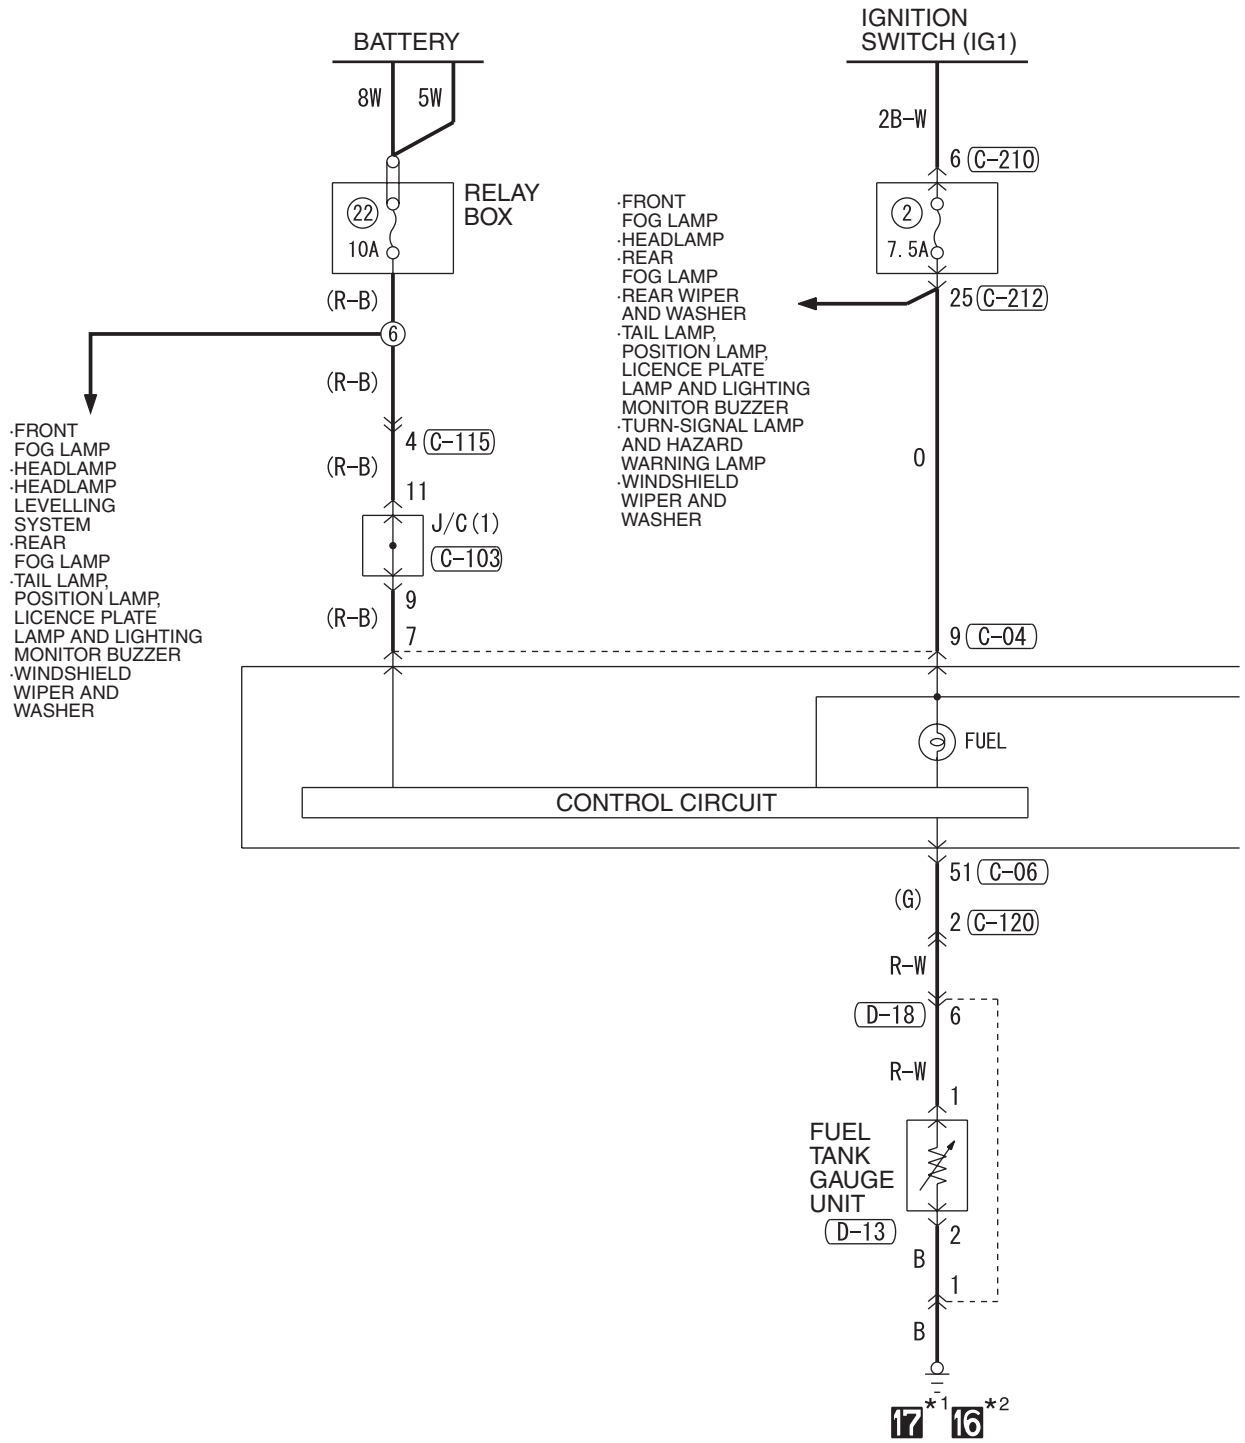 BATTERY
IGNITION
SWITCH (IG1)
8W
5W
2B-W
6 C-210
RELAY
BOX
22
10A
2
7.5A
(R-B)
25 C-212
6
(R-B)
4 C-115
(R-B)
11
J/C(1)
C-103
9
(R-B)
7
·FRONT
FOG LAMP
·HEADLAMP
·HEADLAMP
LEVELLING
SYSTEM
·REAR
FOG LAMP
·TAIL LAMP,
POSITION LAMP,
LICENCE PLATE
LAMP AND LIGHTING
MONITOR BUZZER
·WINDSHIELD
WIPER AND
WASHER
·FRONT
FOG LAMP
·HEADLAMP
·REAR
FOG LAMP
·REAR WIPER
AND WASHER
·TAIL LAMP,
POSITION LAMP,
LICENCE PLATE
LAMP AND LIGHTING
MONITOR BUZZER
·TURN-SIGNAL LAMP
AND HAZARD
WARNING LAMP
·WINDSHIELD
WIPER AND
WASHER
O
9 C-04
FUEL
CONTROL CIRCUIT
51 C-06
(G)
2 C-120
R-W
D-18 6
R-W
1
FUEL
TANK
GAUGE
UNIT
D-13
2
B
1
B
17 *1 16 *2